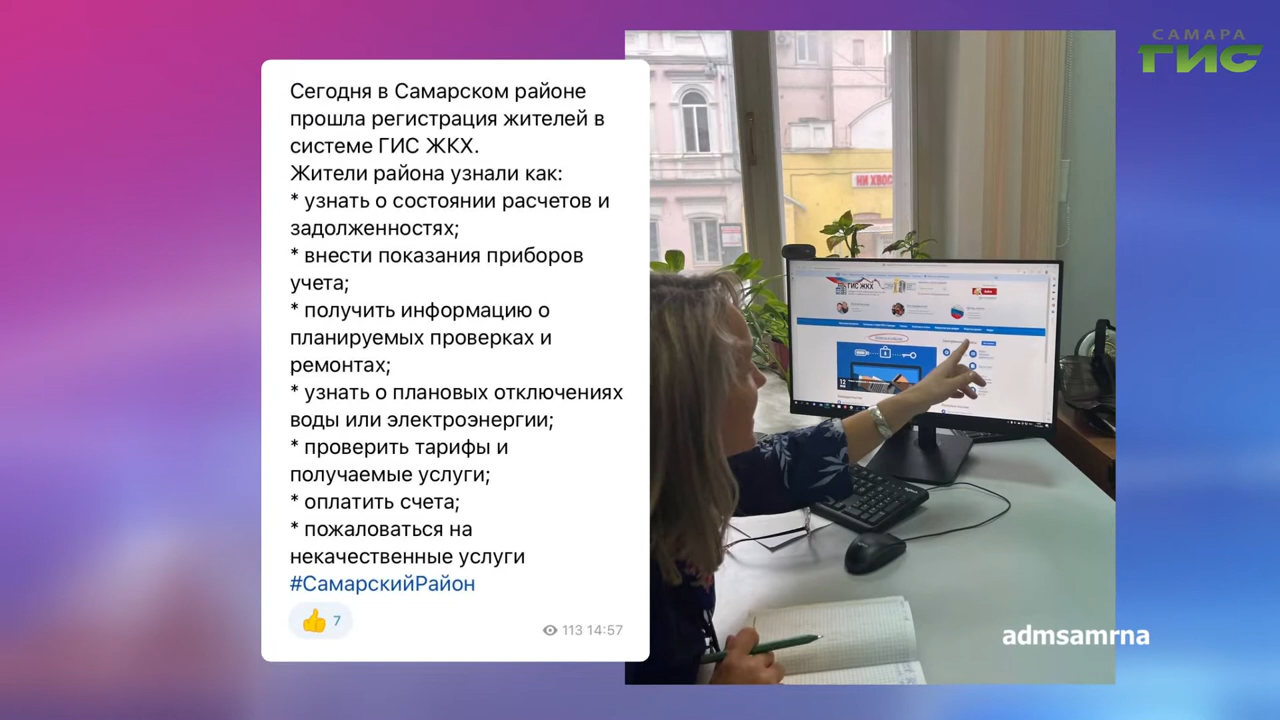 САМАРА
ГИС
Сегодня в Самарском районе
прошла регистрация жителей в
системе ГИС ЖКХ.
Жители района узнали как:
* узнать о состоянии расчетов и
задолженностях;
* внести показания приборов
учета;
* получить информацию о
планируемых проверках и
ремонтах;
* узнать о плановых отключениях
воды или электроэнергии;
* проверить тарифы и
получаемые услуги;
* оплатить счета;
* пожаловаться на
некачественные услуги
#СамарскийРайон
7
113 14:57
ГИС ЖКХ
12
admsamrna